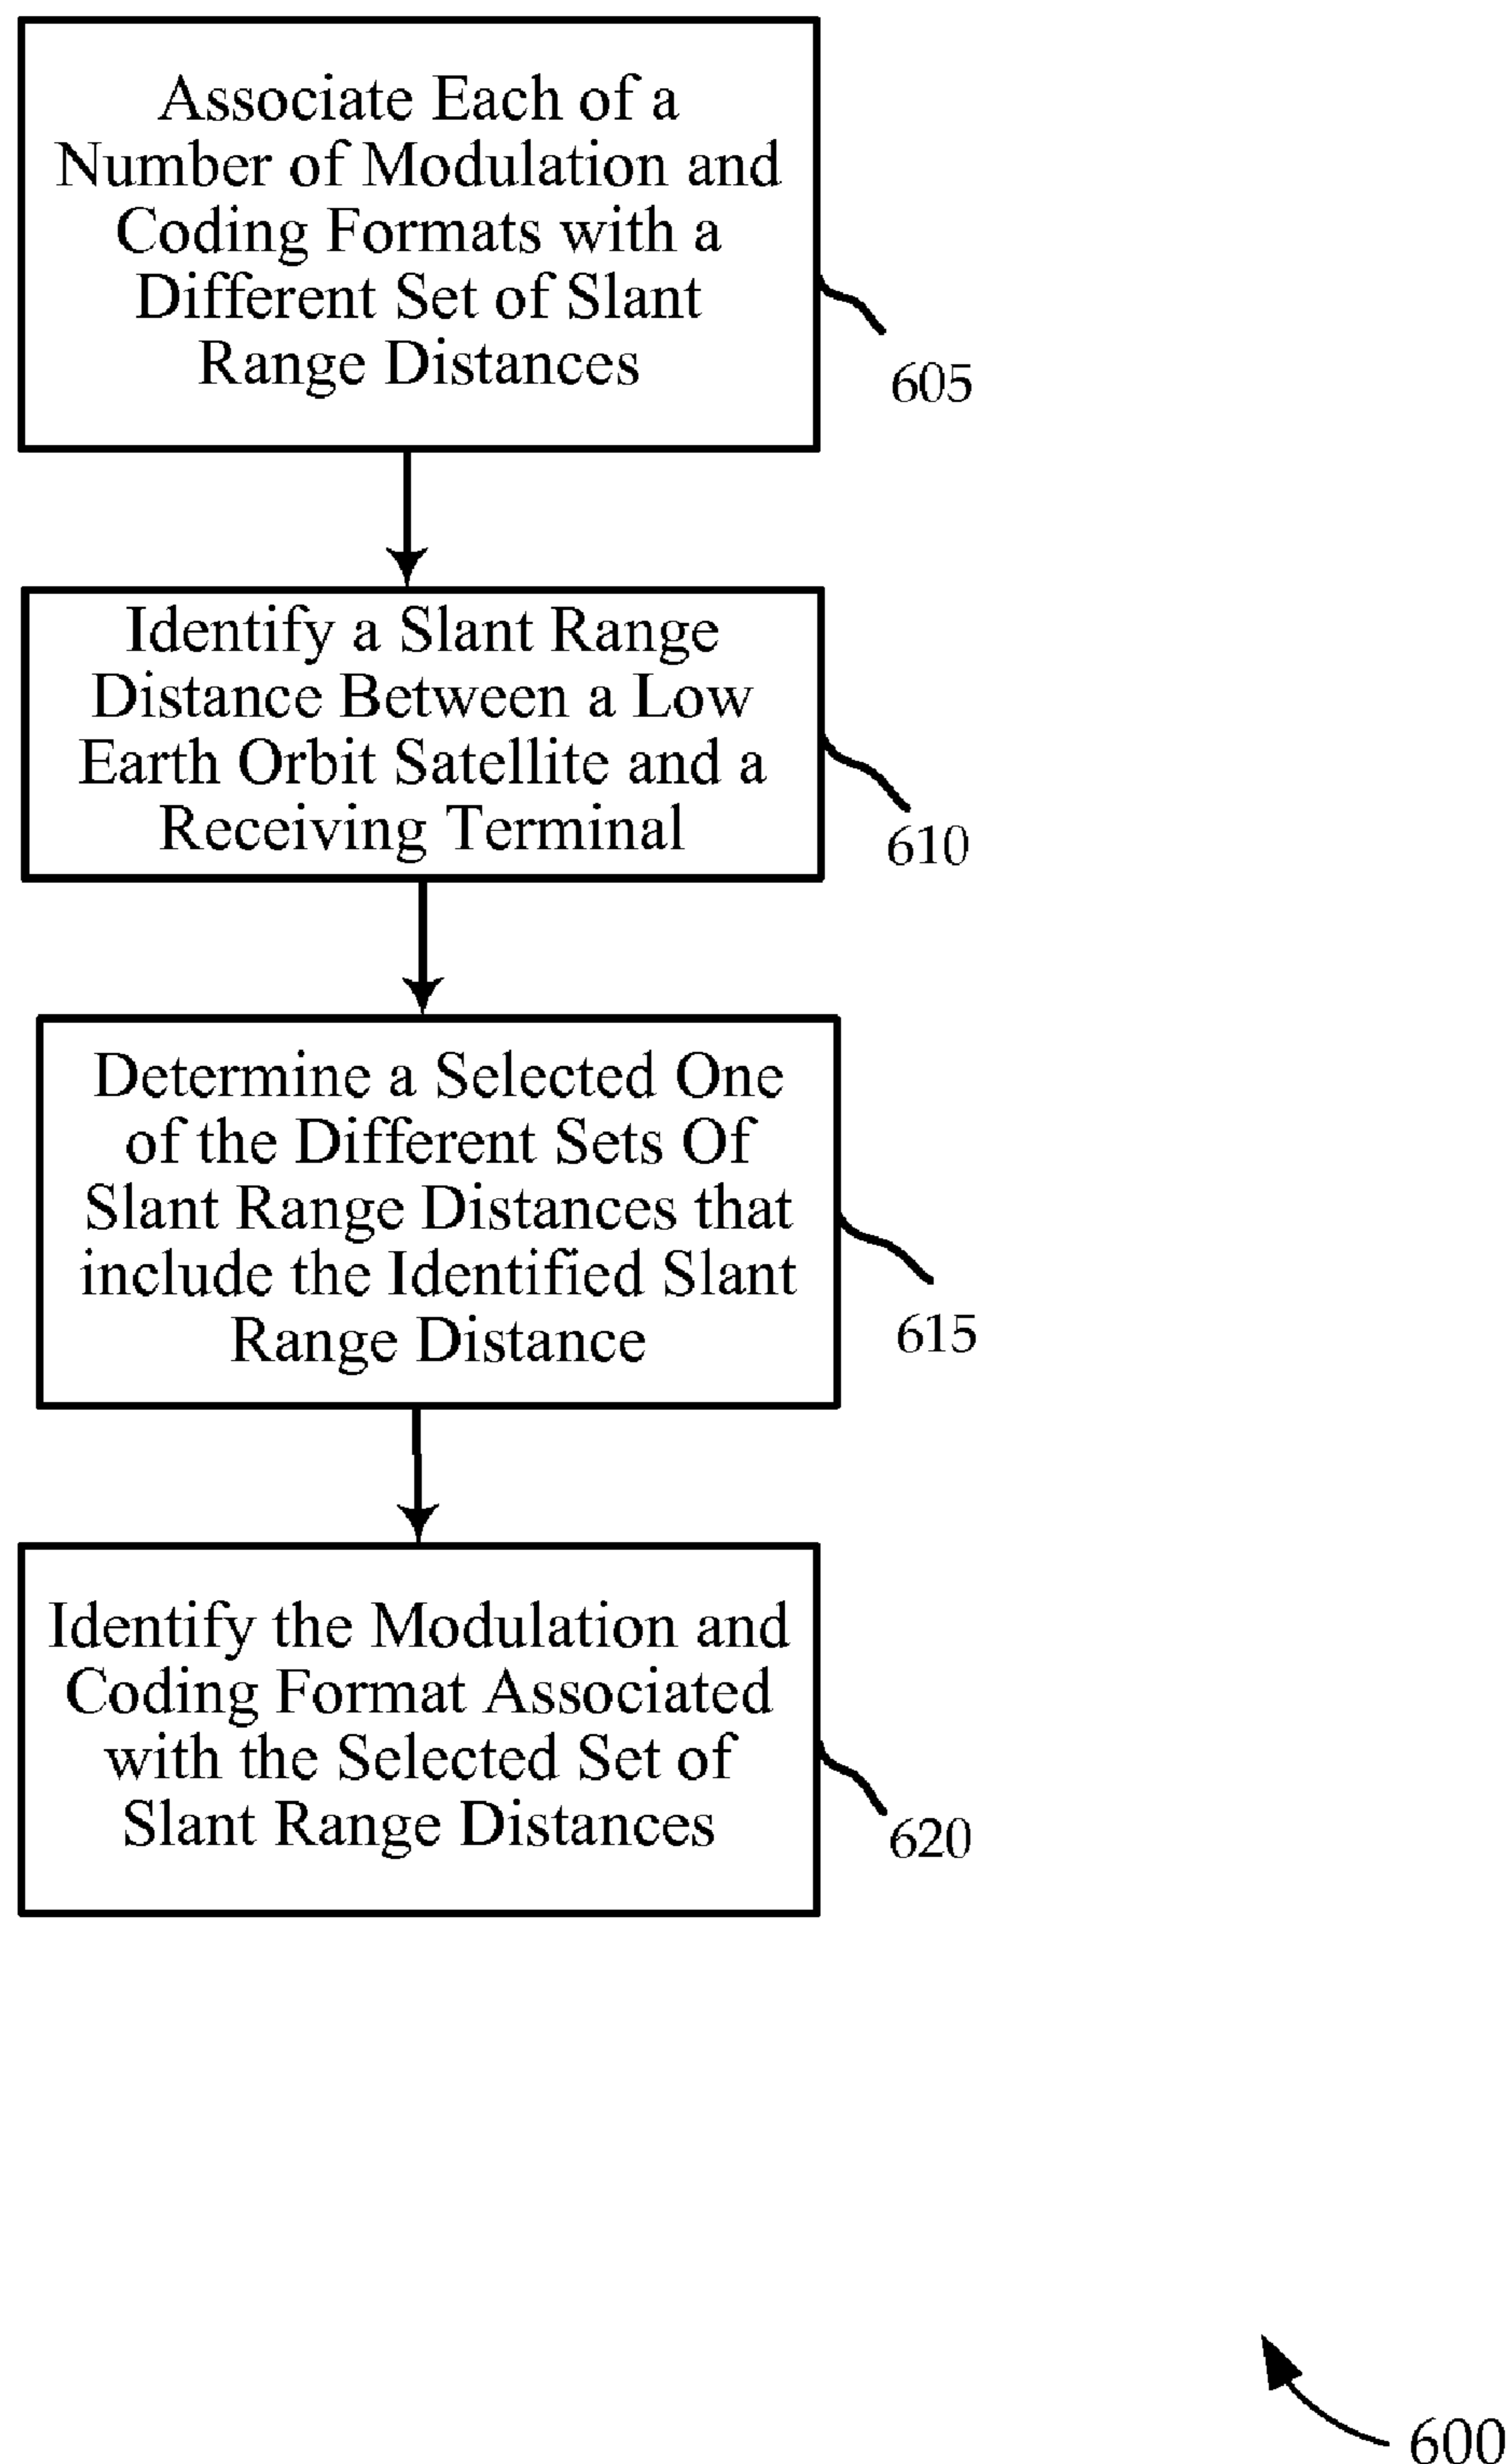 Associate Each of a
Number of Modulation and
Coding Formats with a
Different Set of Slant
Range Distances
605
Identify a Slant Range
Distance Between a Low
Earth Orbit Satellite and a
Receiving Terminal
610
Determine a Selected One
of the Different Sets Of
Slant Range Distances that
include the Identified Slant
Range Distance
615
Identify the Modulation and
Coding Format Associated
with the Selected Set of
Slant Range Distances
620
600